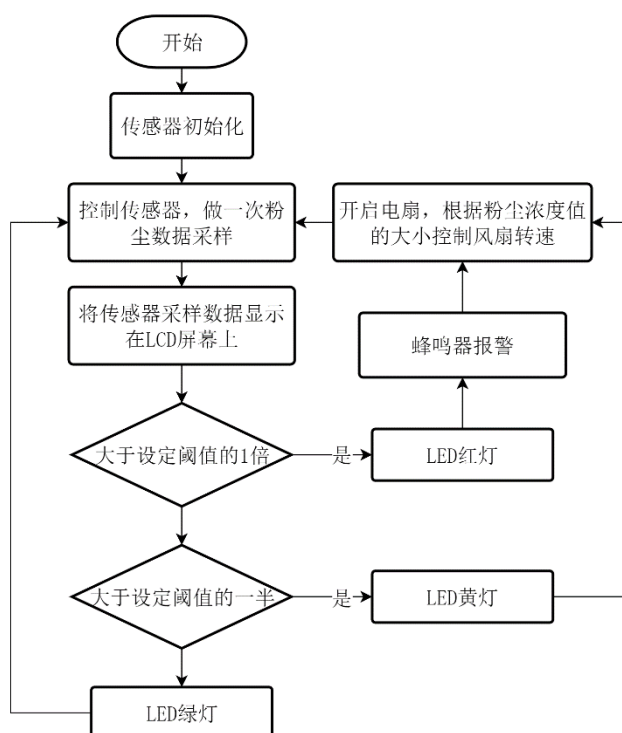 开始
传感器初始化
控制传感器，做一次粉
尘数据采样
开启电扇，根据粉尘浓度值
的大小控制风扇转速
将传感器采样数据显示
在LCD屏幕上
蜂鸣器报警
大于设定阈值的1倍
是
LED红灯
大于设定阈值的一半
是
LED黄灯
LED绿灯